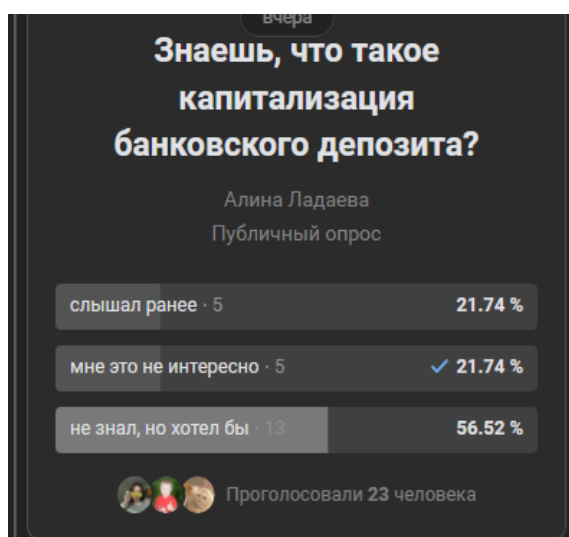 вчера
Знаешь, что такое
капитализация
банковского депозита?
Алина Ладаева
Публичный опрос
слышал ранее · 5 21.74 %
мне это не интересно · 5 21.74 %
не знал, но хотел бы · 13 56.52 %
Проголосовали 23 человека